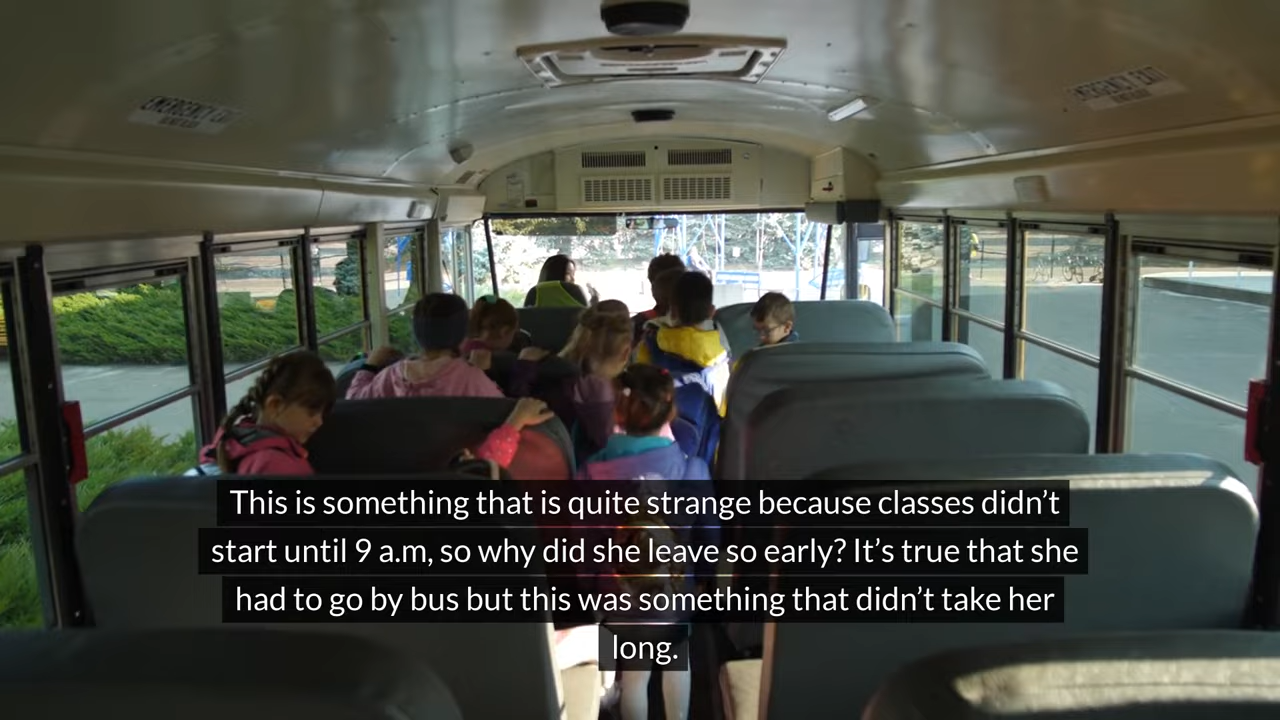 EMERGENCY EXIT
EMERGENCY EXIT
This is something that is quite strange because classes didn’t
start until 9 a.m, so why did she leave so early? It’s true that she
had to go by bus but this was something that didn’t take her
long.